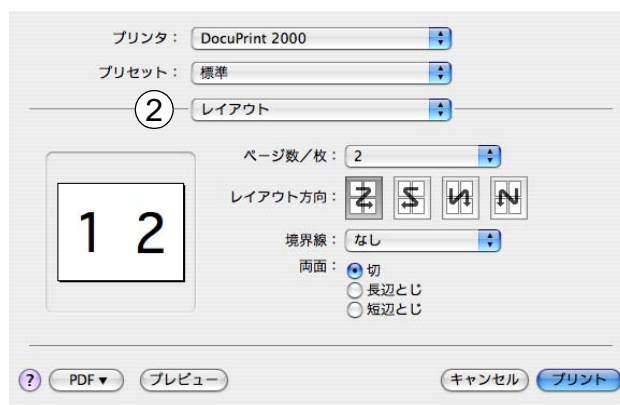 プリンタ： DocuPrint 2000
プリセット： 標準
② レイアウト
ページ数／枚： 2
レイアウト方向：
境界線： なし
両面： 切
長辺とじ
短辺とじ
1 2
? PDF▼ プレビュー キャンセル プリント